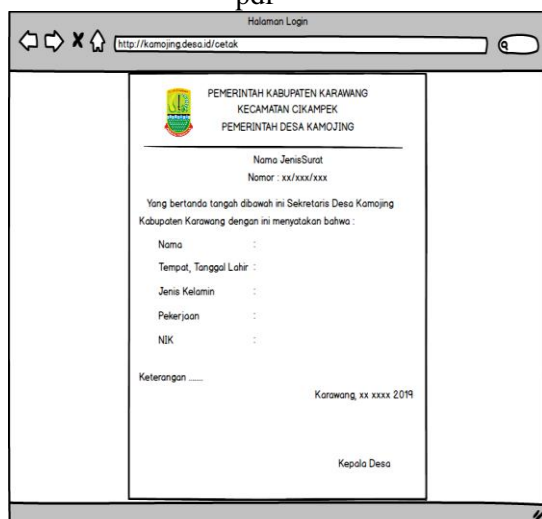 pdf
Halaman Login
http://kamojing.desa.id/cetak
PEMERINTAH KABUPATEN KARAWANG
KECAMATAN CIKAMPEK
PEMERINTAH DESA KAMOJING
Nama JenisSurat
Nomor : xx/xxx/xxx
Yang bertanda tangah dibawah ini Sekretaris Desa Kamojing
Kabupaten Karawang dengan ini menyatakan bahwa :
Nama :
Tempat, Tanggal Lahir :
Jenis Kelamin :
Pekerjaan :
NIK :
Keterangan ......
Karawang, xx xxxx 2019
Kepala Desa